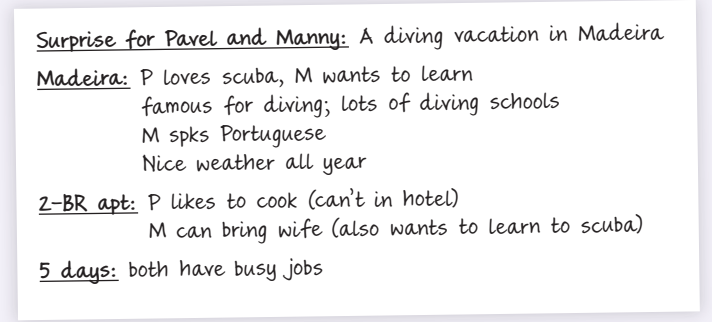 Surprise for Pavel and Manny: A diving vacation in Madeira
Madeira: P loves scuba, M wants to learn
famous for diving; lots of diving schools
M spks Portuguese
Nice weather all year
2-BR apt: P likes to cook (can't in hotel)
M can bring wife (also wants to learn to scuba)
5 days: both have busy jobs